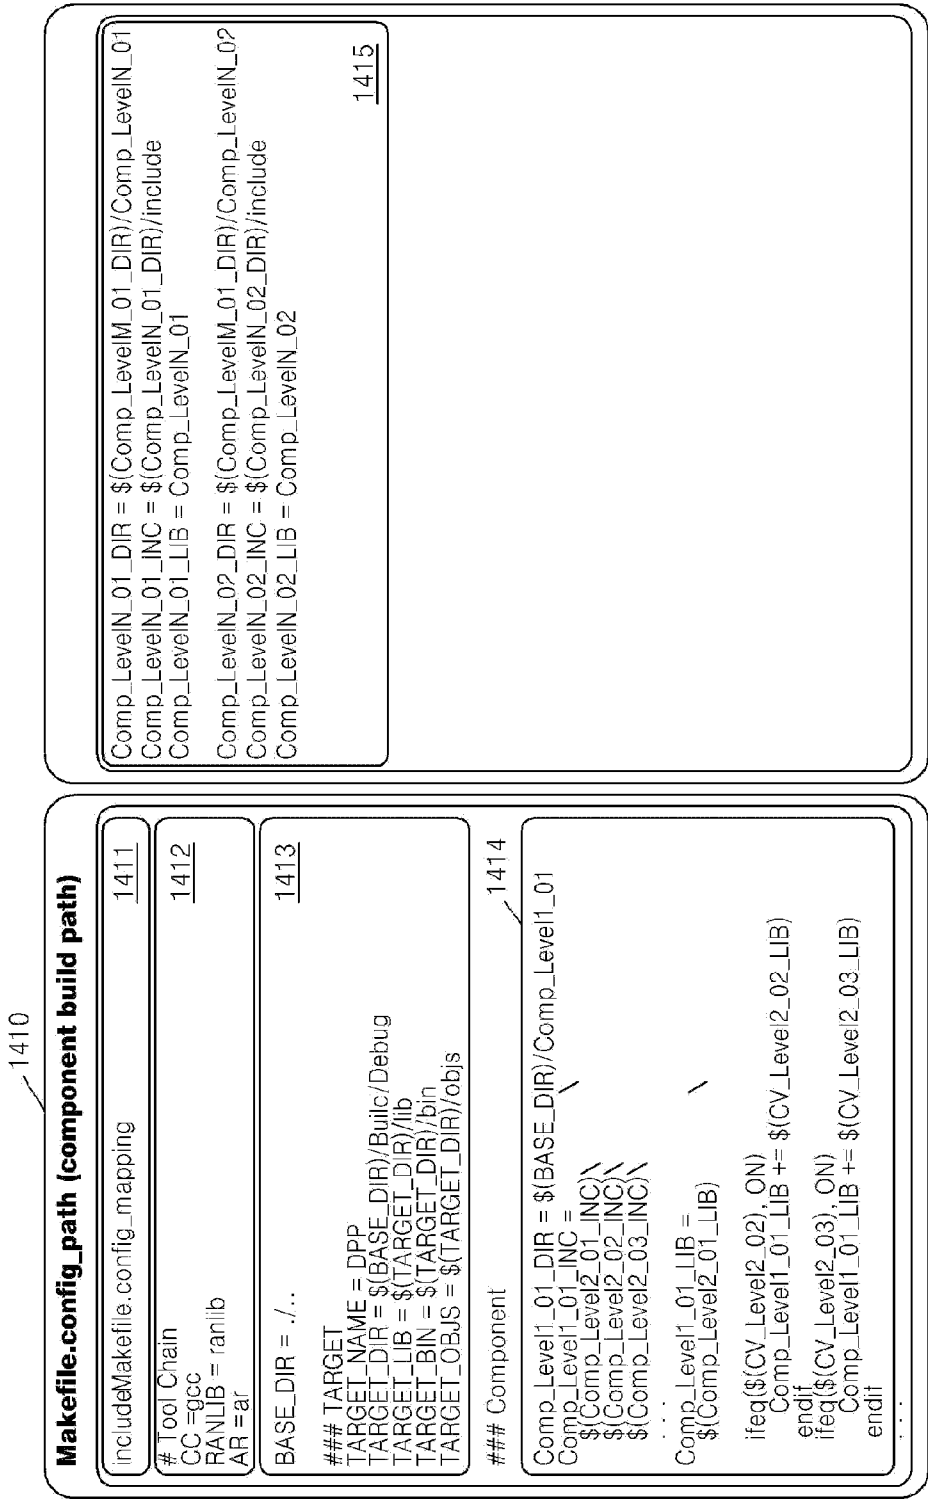 1410
Makefile.config_path (component build path)
includeMakefile.config_mapping
1411
# Tool Chain
CC =gcc
RANLIB = ranlib
AR =ar
1412
BASE_DIR = ./..
1413
### TARGET
TARGET_NAME = DPP
TARGET_DIR = $(BASE_DIR)/Build/Debug
TARGET_LIB = $(TARGET_DIR)/lib
TARGET_BIN = $(TARGET_DIR)/bin
TARGET_OBJS = $(TARGET_DIR)/objs
### Component
1414
Comp_Level1_01_DIR = $(BASE_DIR)/Comp_Level1_01
Comp_Level1_01_INC = \
$(Comp_Level2_01_INC)\
$(Comp_Level2_02_INC)\
$(Comp_Level2_03_INC)\
. . .
Comp_Level1_01_LIB = \
$(Comp_Level2_01_LIB)
ifeq($(CV_Level2_02), ON)
Comp_Level1_01_LIB += $(CV_Level2_02_LIB)
endif
ifeq($(CV_Level2_03), ON)
Comp_Level1_01_LIB += $(CV_Level2_03_LIB)
endif
. . . .
Comp_LevelN_01_DIR = $(Comp_LevelM_01_DIR)/Comp_LevelN_01
Comp_LevelN_01_INC = $(Comp_LevelN_01_DIR)/include
Comp_LevelN_01_LIB = Comp_LevelN_01
Comp_LevelN_02_DIR = $(Comp_LevelM_01_DIR)/Comp_LevelN_02
Comp_LevelN_02_INC = $(Comp_LevelN_02_DIR)/include
Comp_LevelN_02_LIB = Comp_LevelN_02
1415